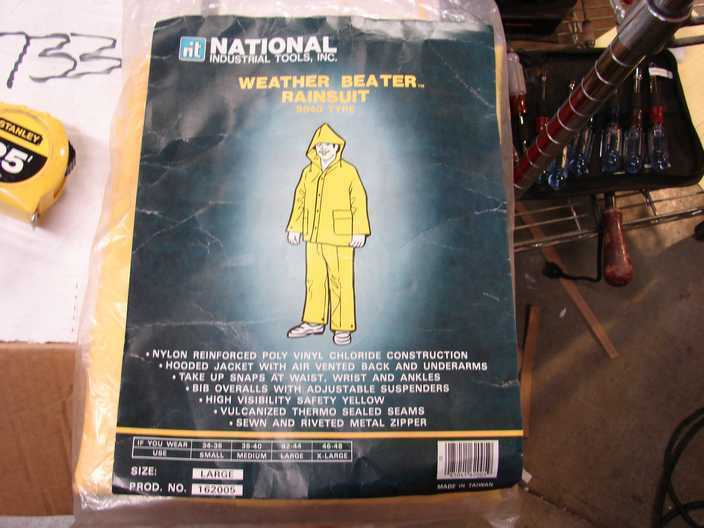 nit NATIONAL
INDUSTRIAL TOOLS, INC.
WEATHER BEATER™
RAINSUIT
9040 TYPE
• NYLON REINFORCED POLY VINYL CHLORIDE CONSTRUCTION
• HOODED JACKET WITH AIR VENTED BACK AND UNDERARMS
• TAKE UP SNAPS AT WAIST, WRIST AND ANKLES
• BIB OVERALLS WITH ADJUSTABLE SUSPENDERS
• HIGH VISIBILITY SAFETY YELLOW
• VULCANIZED THERMO SEALED SEAMS
• SEWN AND RIVETED METAL ZIPPER
IF YOU WEAR 34-36 38-40 42-44 46-48
USE SMALL MEDIUM LARGE X-LARGE
SIZE: LARGE
PROD. NO. 162005
MADE IN TAIWAN
STANLEY
25'
733